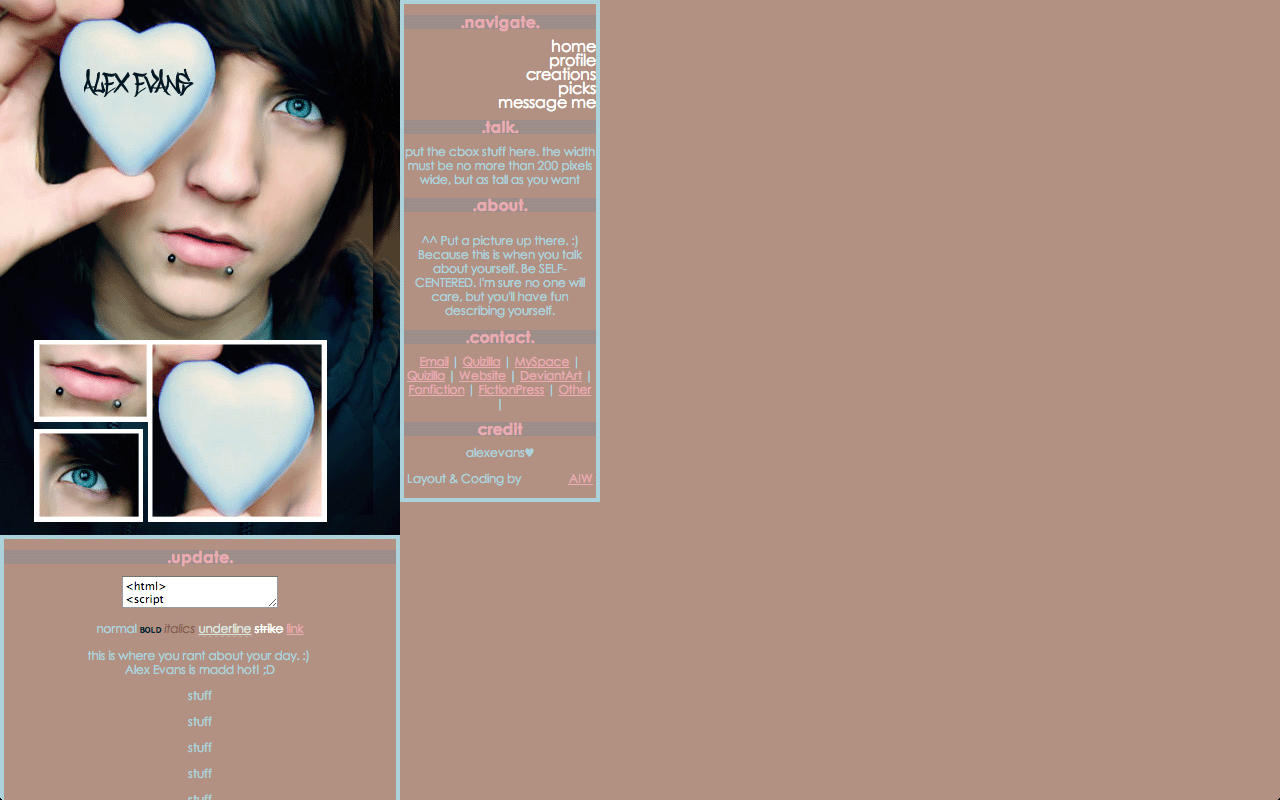 ALEX EVANS
.navigate.
home
profile
creations
picks
message me
.talk.
put the cbox stuff here. the width
must be no more than 200 pixels
wide, but as tall as you want
.about.
^^ Put a picture up there. :)
Because this is when you talk
about yourself. Be SELF-
CENTERED. I'm sure no one will
care, but you'll have fun
describing yourself.
.contact.
Email | Quizilla | MySpace |
Quizilla | Website | DeviantArt |
Fanfiction | FictionPress | Other
|
credit
alexevans♥
Layout & Coding by AIW
.update.
<html>
<script
normal BOLD italics underline strike link
this is where you rant about your day. :)
Alex Evans is madd hot! ;D
stuff
stuff
stuff
stuff
stuff